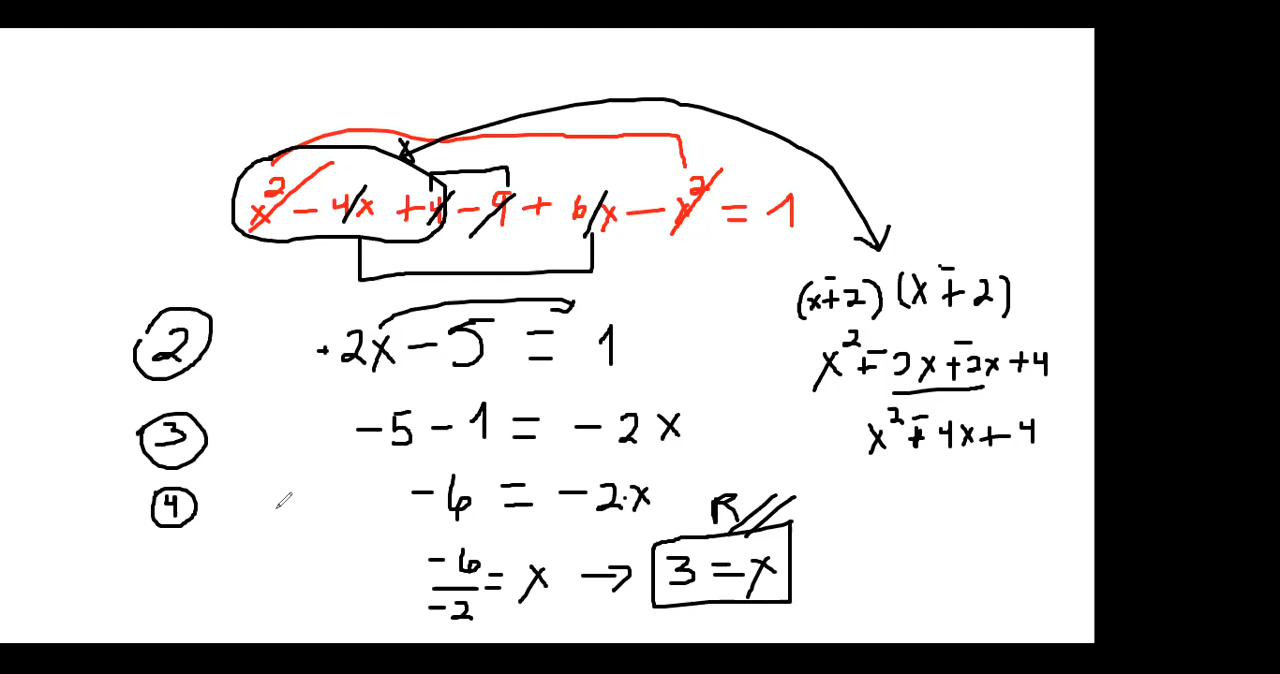 x² - 4x + 4 - 9 + 6x - x² = 1
(x-+2) (x-+2)
② +2x - 5 = 1
x² +- 2x +- 2x + 4
③ -5 - 1 = -2x
x² +- 4x + 4
④ -6 = -2·x
R
-6/-2 = x → 3 = x